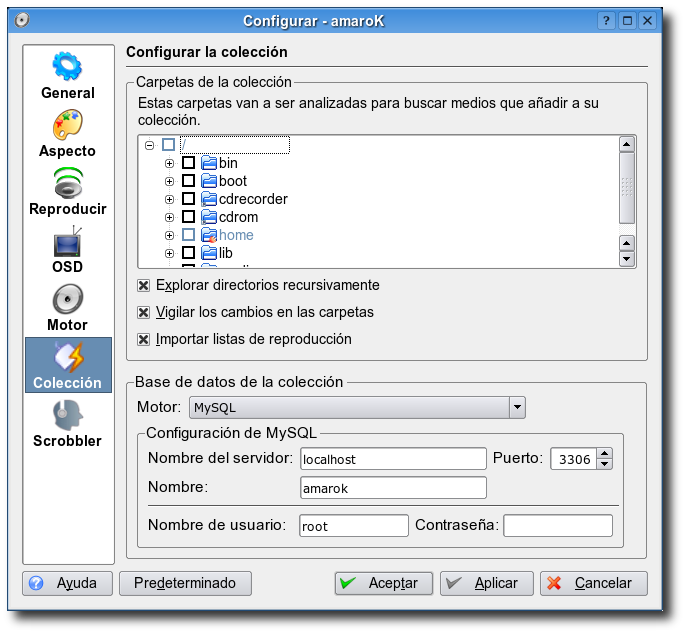 Configurar - amaroK
General
Aspecto
Reproducir
OSD
Motor
Colección
Scrobbler
Configurar la colección
Carpetas de la colección
Estas carpetas van a ser analizadas para buscar medios que añadir a su
colección.
/
bin
boot
cdrecorder
cdrom
home
lib
Explorar directorios recursivamente
Vigilar los cambios en las carpetas
Importar listas de reproducción
Base de datos de la colección
Motor: MySQL
Configuración de MySQL
Nombre del servidor: localhost Puerto: 3306
Nombre: amarok
Nombre de usuario: root Contraseña:
Ayuda Predeterminado Aceptar Aplicar Cancelar